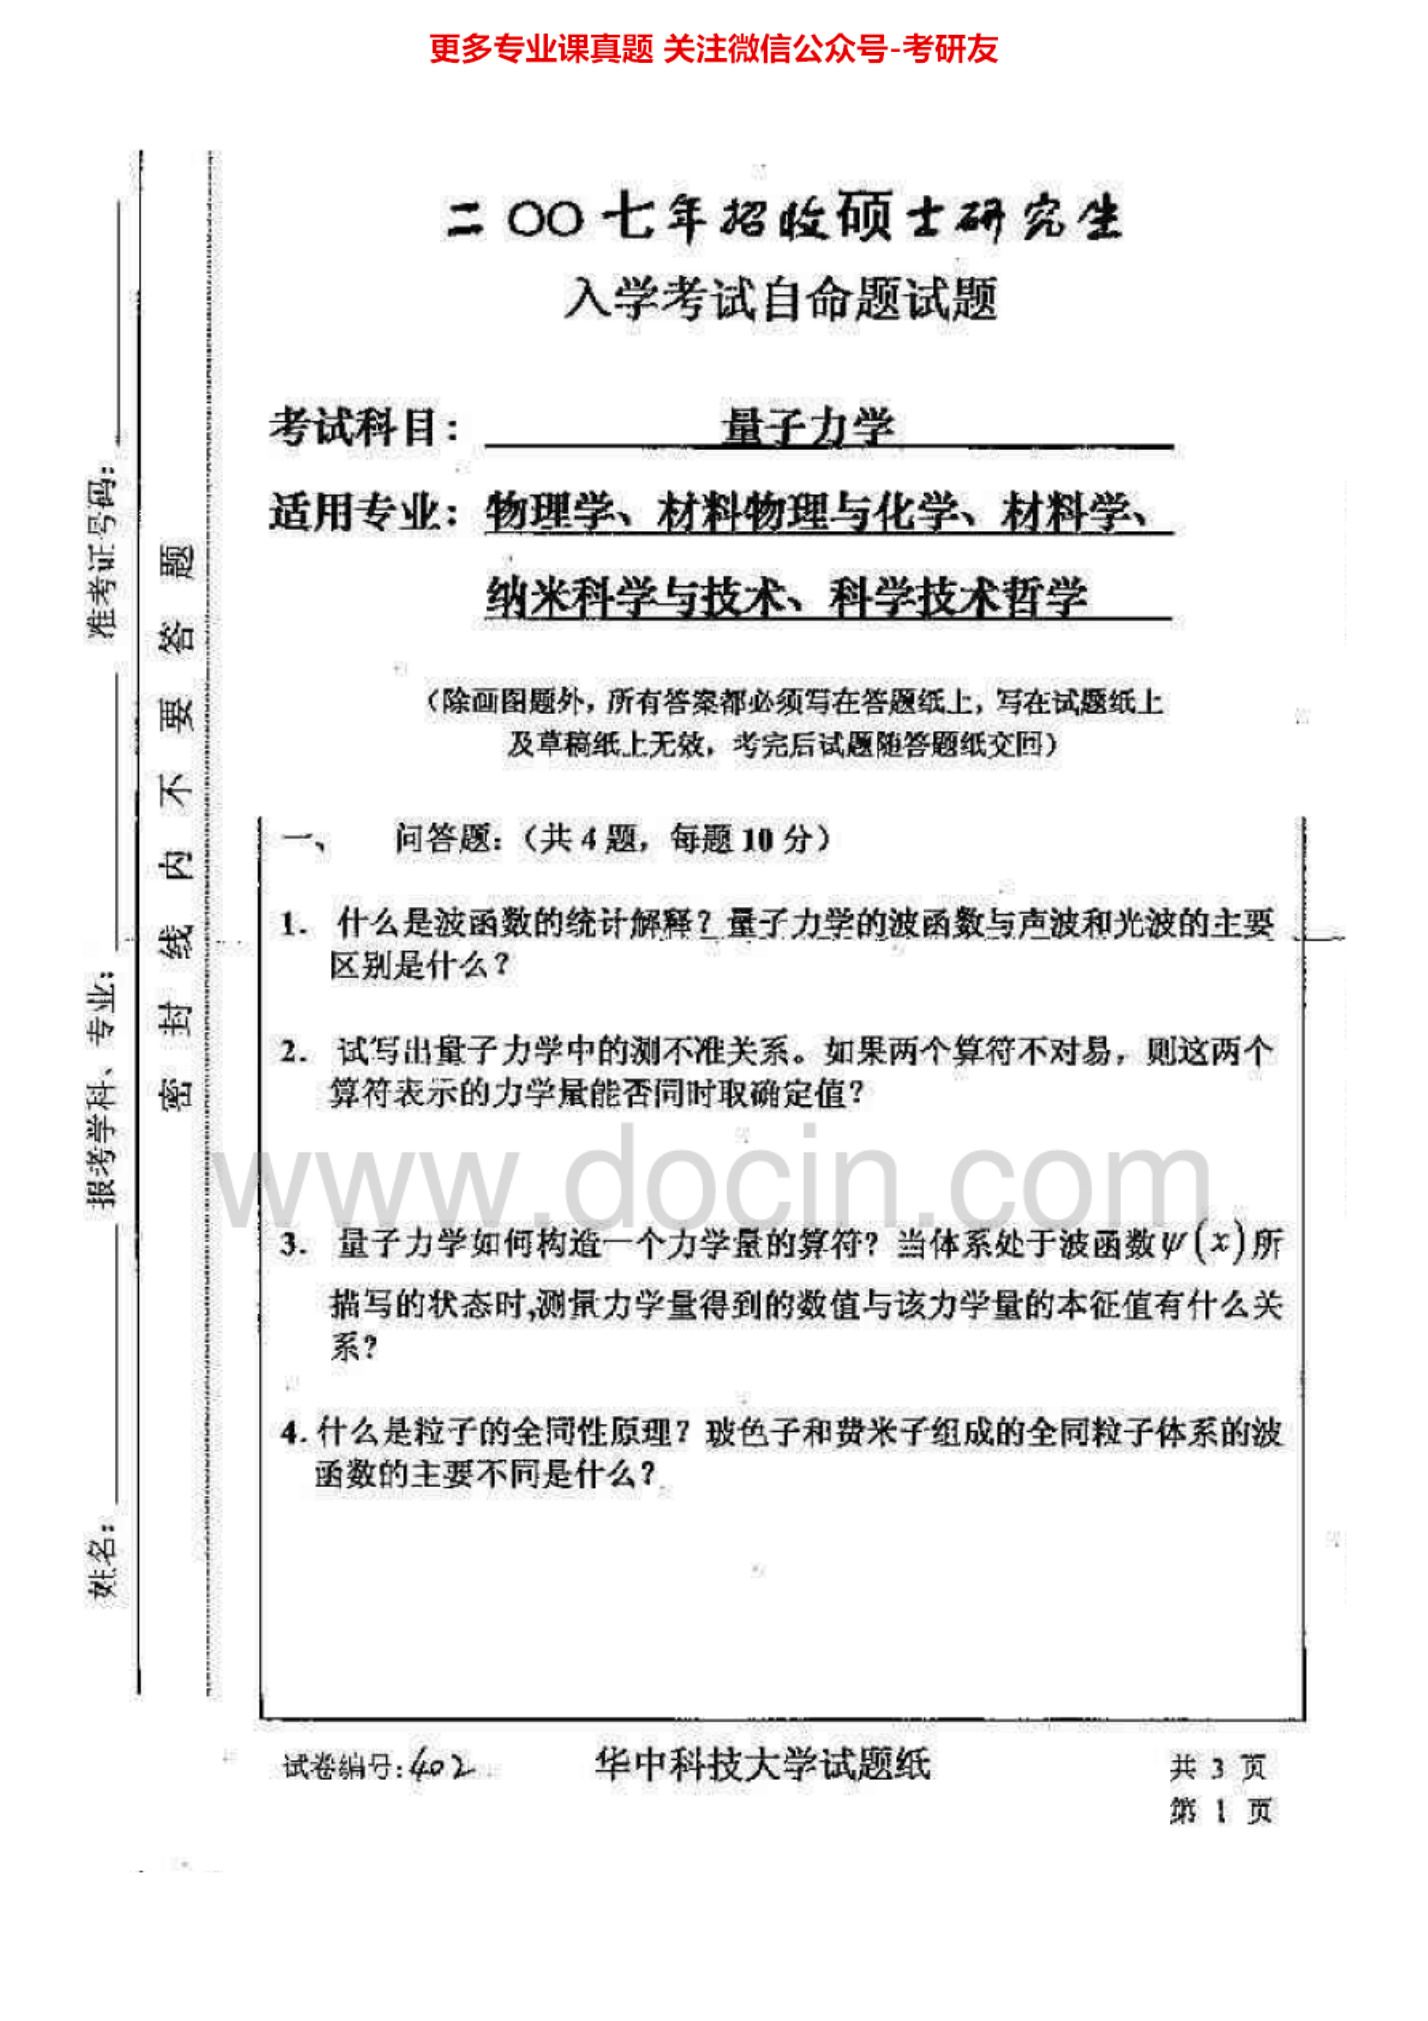 更多专业课真题 关注微信公众号-考研友
二〇〇七年招收硕士研究生
入学考试自命题试题
考试科目： 量子力学
适用专业：物理学、材料物理与化学、材料学、
纳米科学与技术、科学技术哲学
（除画图题外，所有答案都必须写在答题纸上，写在试题纸上
及草稿纸上无效，考完后试题随答题纸交回）
准考证号码：
报考学科、专业：
姓名：
密封线内不要答题
一、 问答题：（共 4 题，每题 10 分）
1. 什么是波函数的统计解释？量子力学的波函数与声波和光波的主要
区别是什么？
2. 试写出量子力学中的测不准关系。如果两个算符不对易，则这两个
算符表示的力学量能否同时取确定值？
www.docin.com
3. 量子力学如何构造一个力学量的算符？当体系处于波函数ψ(x)所
描写的状态时,测量力学量得到的数值与该力学量的本征值有什么关
系？
4. 什么是粒子的全同性原理？玻色子和费米子组成的全同粒子体系的波
函数的主要不同是什么？
试卷编号：402
华中科技大学试题纸
共 3 页
第 1 页